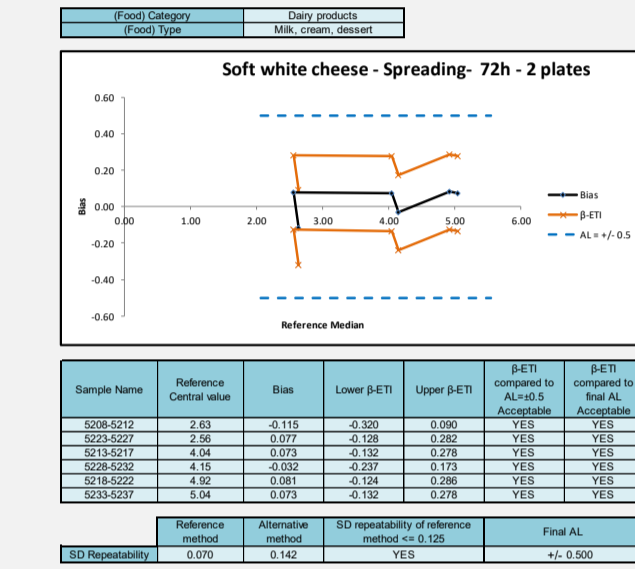 (Food) Category Dairy products
(Food) Type Milk, cream, dessert
Soft white cheese - Spreading- 72h - 2 plates
0.60
0.40
0.20
0.00
-0.20
-0.40
-0.60
Bias
0.00 1.00 2.00 3.00 4.00 5.00 6.00
Reference Median
Bias
β-ETI
AL = +/- 0.5
Sample Name Reference Central value Bias Lower β-ETI Upper β-ETI β-ETI compared to AL=±0.5 Acceptable β-ETI compared to final AL Acceptable
5208-5212 2.63 -0.115 -0.320 0.090 YES YES
5223-5227 2.56 0.077 -0.128 0.282 YES YES
5213-5217 4.04 0.073 -0.132 0.278 YES YES
5228-5232 4.15 -0.032 -0.237 0.173 YES YES
5218-5222 4.92 0.081 -0.124 0.286 YES YES
5233-5237 5.04 0.073 -0.132 0.278 YES YES
Reference method Alternative method SD repeatability of reference method <= 0.125 Final AL
SD Repeatability 0.070 0.142 YES +/- 0.500